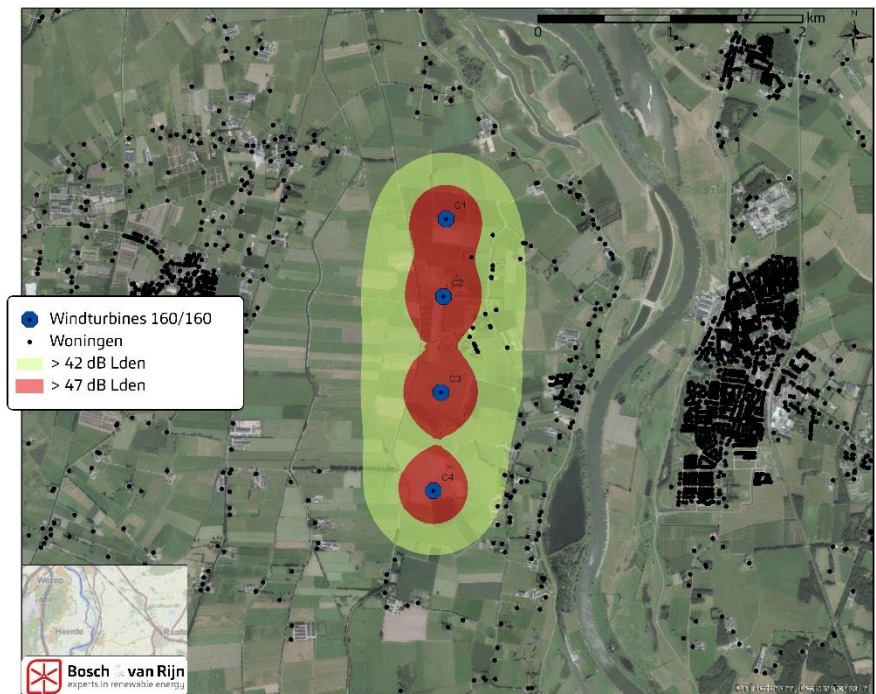 km
0
1
2
N
C1
C2
C3
C4
Windturbines 160/160
Woningen
> 42 dB Lden
> 47 dB Lden
Wezep
Heerde
Raalte
Bosch & van Rijn
experts in renewable energy